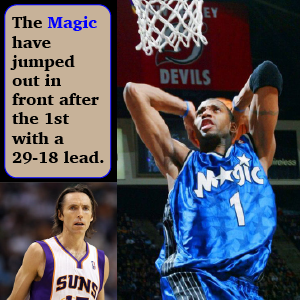 The Magic
have
jumped
out in
front after
the 1st
with a
29-18 lead.
DEVILS
Magic
1
SUNS